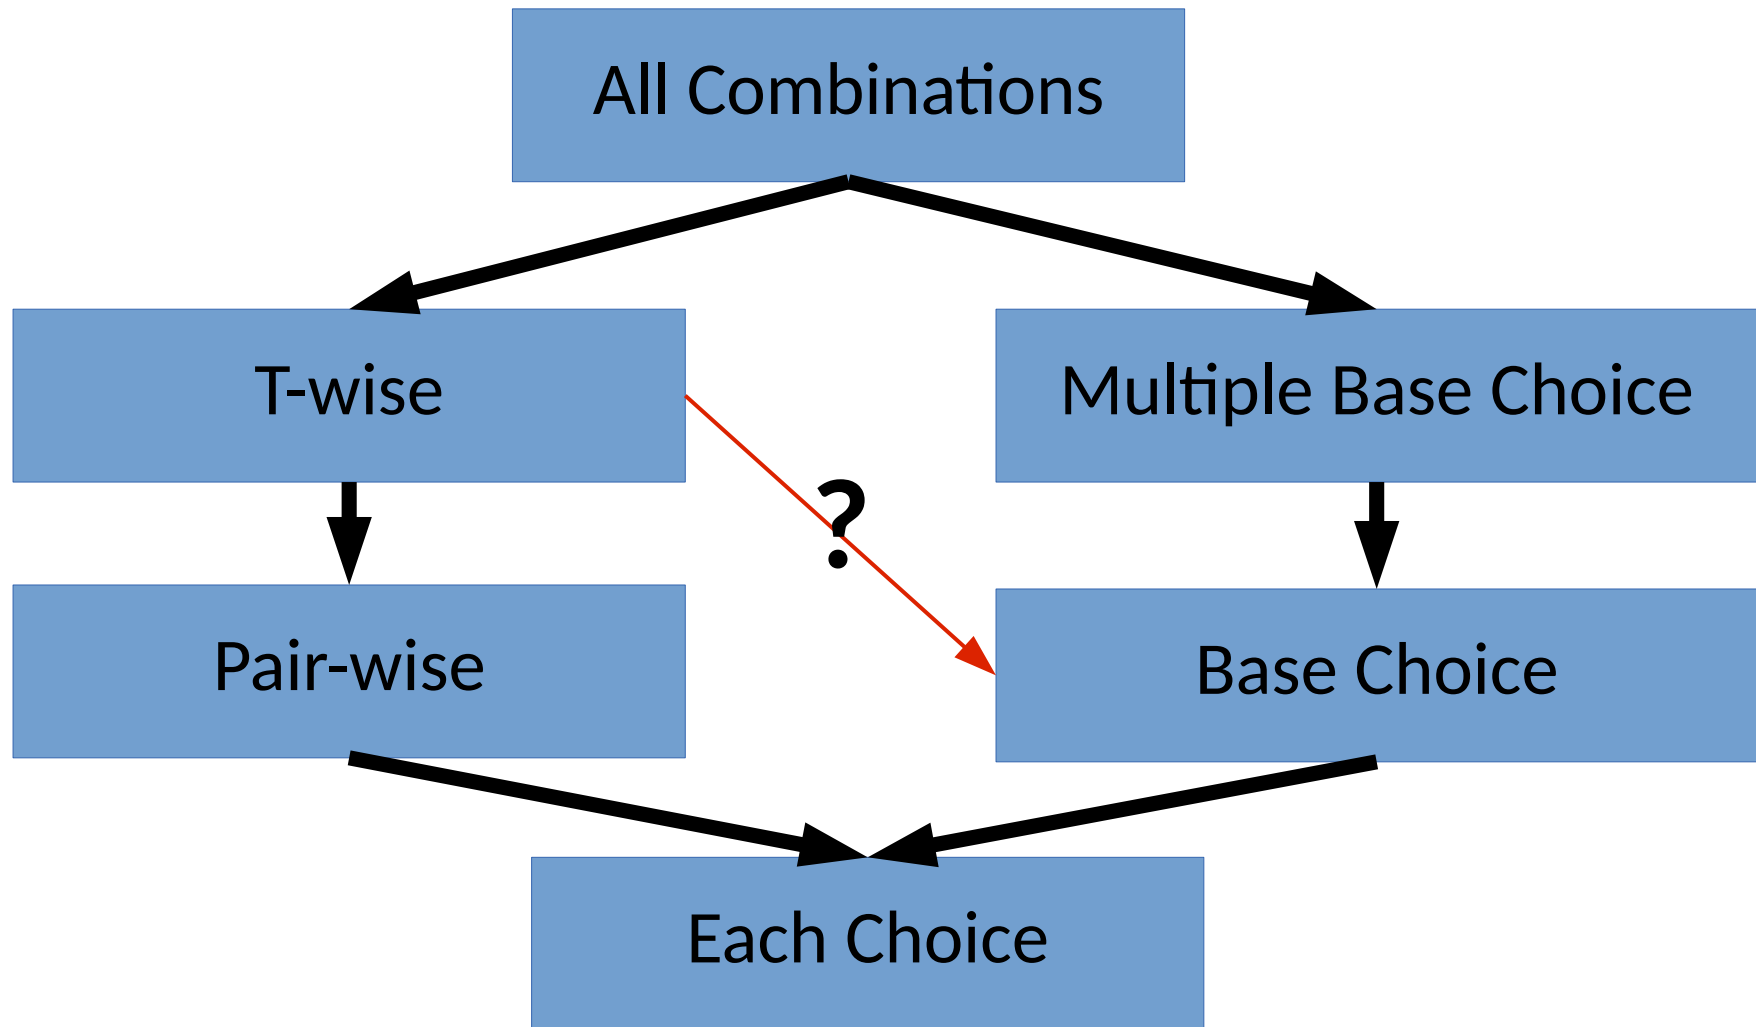 All Combinations
T-wise
Multiple Base Choice
?
Pair-wise
Base Choice
Each Choice